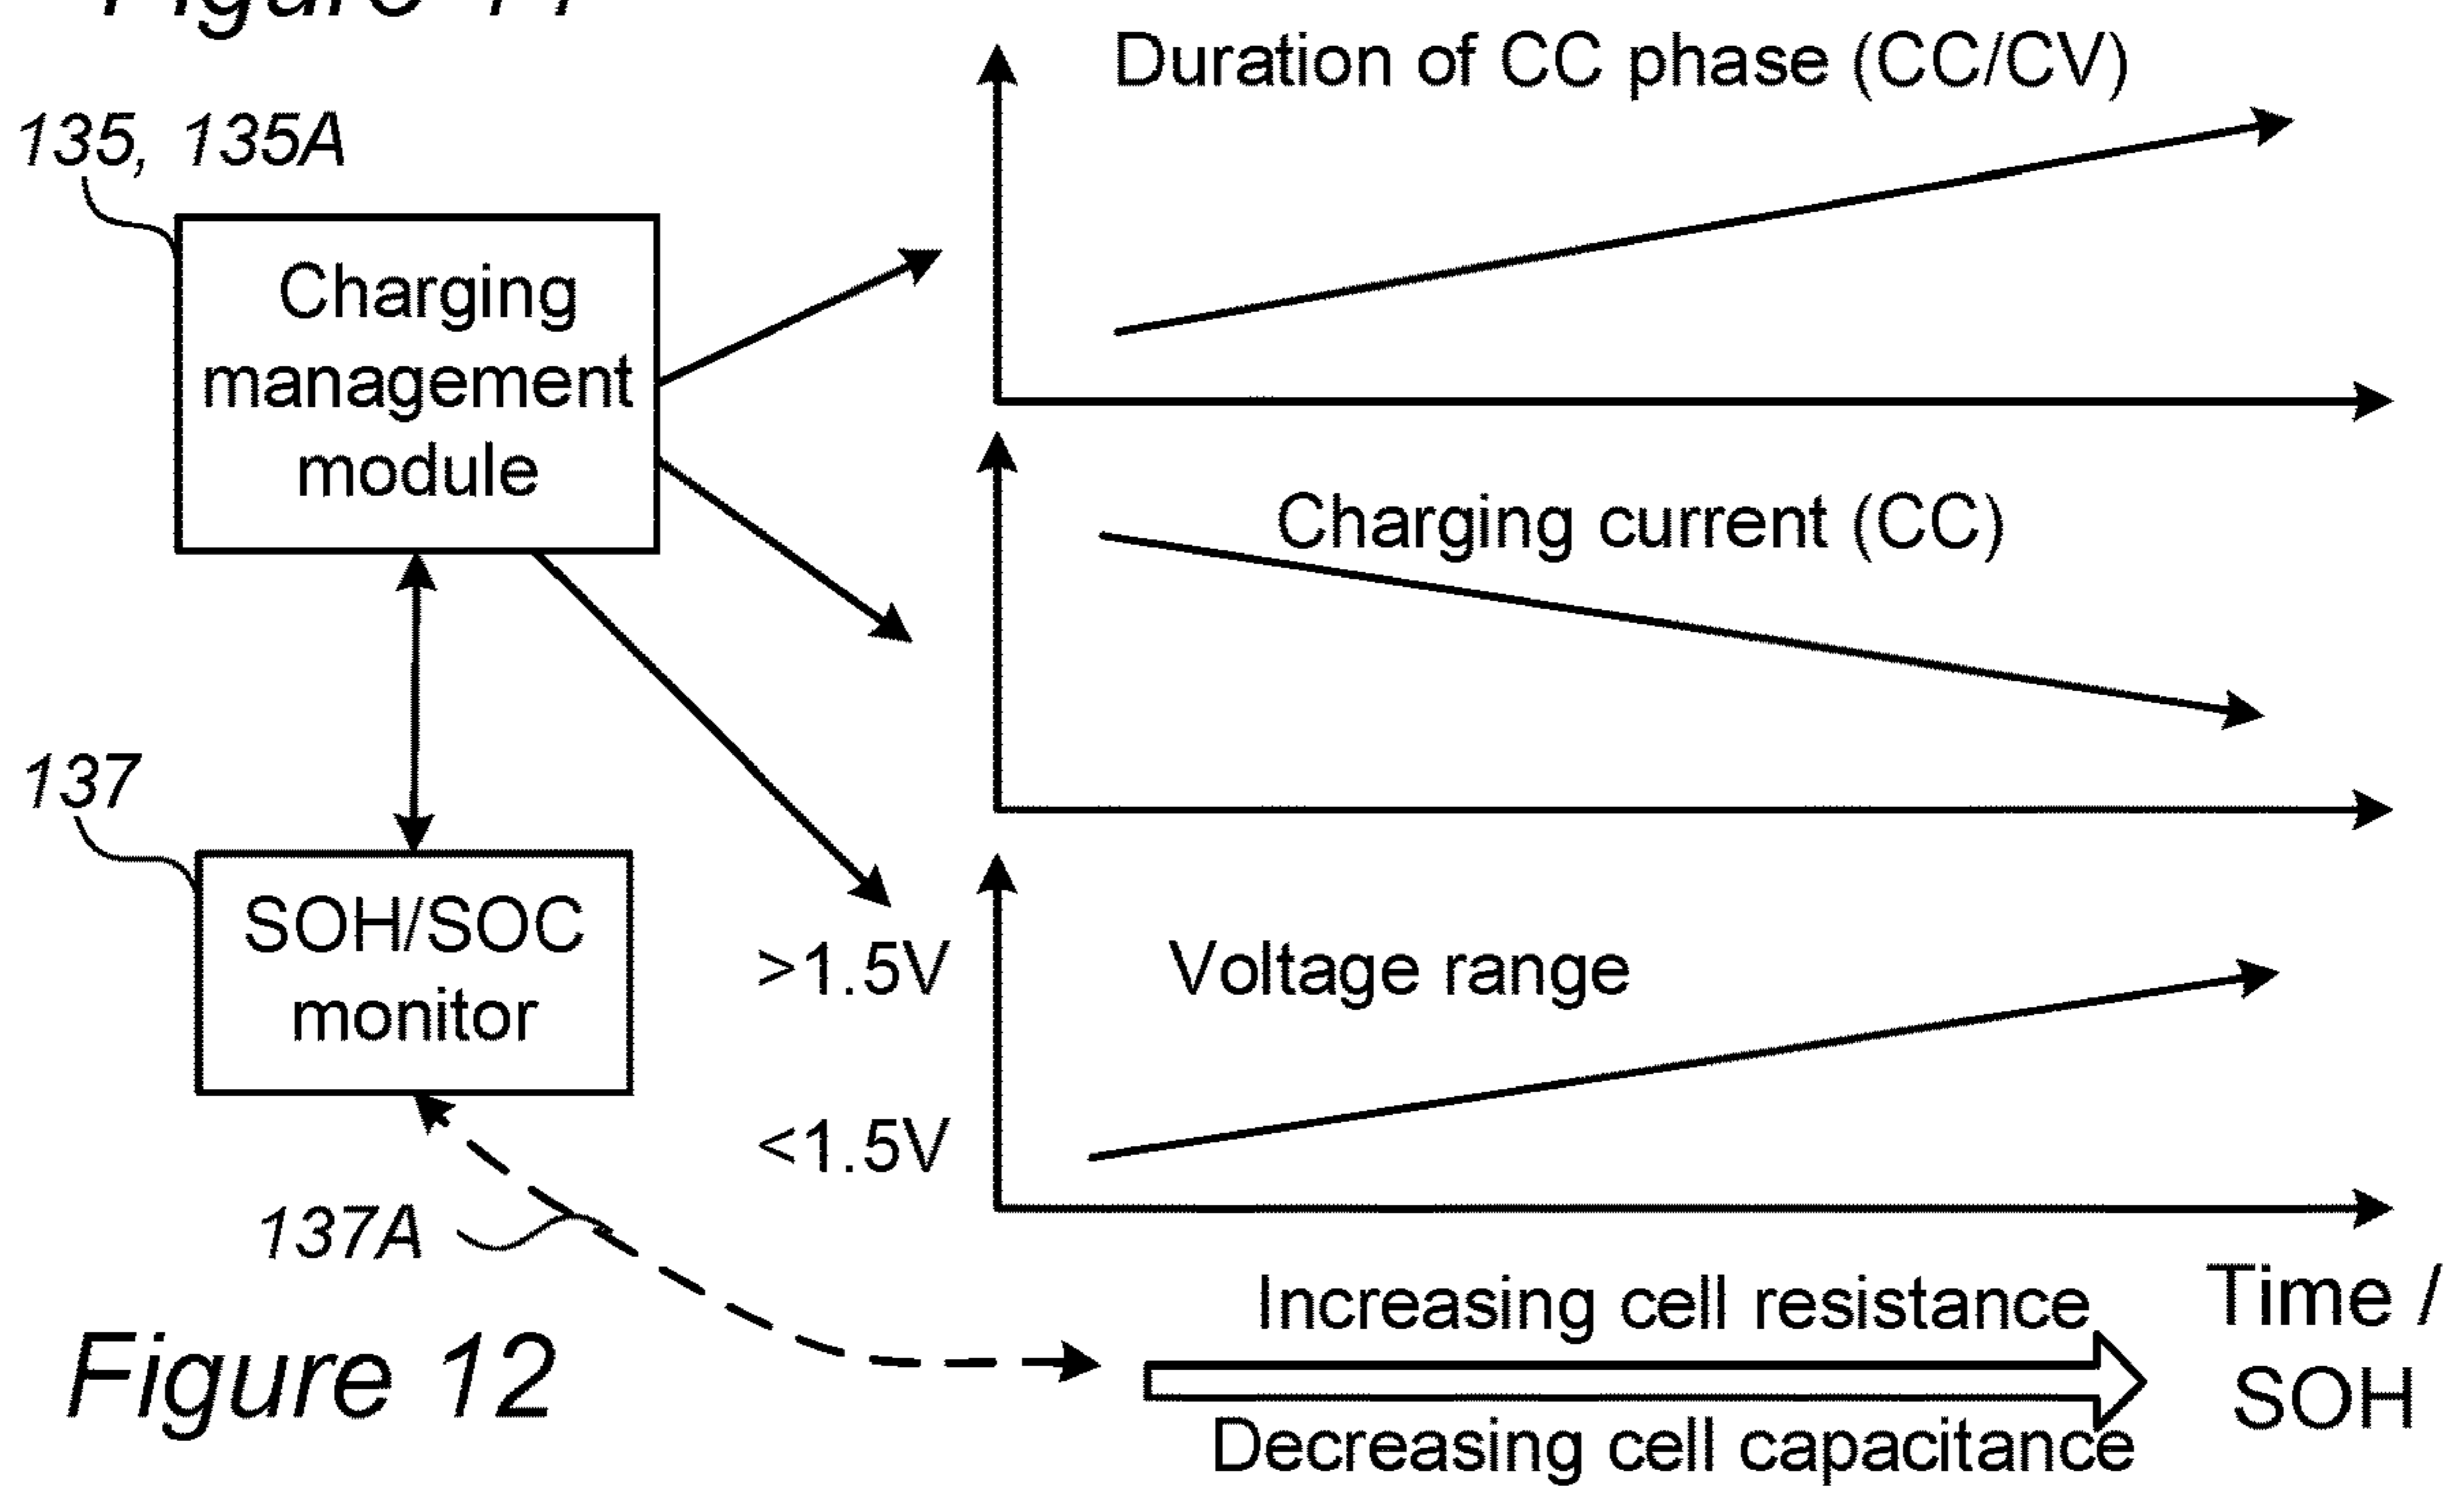 Duration of CC phase (CC/CV)
135, 135A
Charging
management
module
Charging current (CC)
137
SOH/SOC
monitor
>1.5V
Voltage range
<1.5V
137A
Increasing cell resistance
Time /
SOH
Decreasing cell capacitance
Figure 12